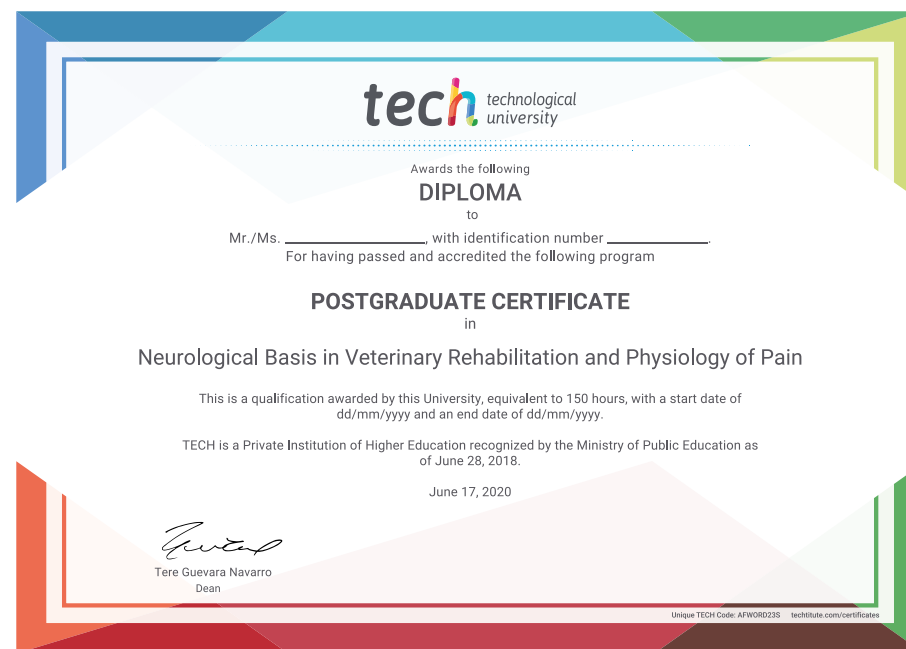 tech technological
university
Awards the following
DIPLOMA
to
Mr./Ms. ____________________, with identification number ______________.
For having passed and accredited the following program
POSTGRADUATE CERTIFICATE
in
Neurological Basis in Veterinary Rehabilitation and Physiology of Pain
This is a qualification awarded by this University, equivalent to 150 hours, with a start date of
dd/mm/yyyy and an end date of dd/mm/yyyy.
TECH is a Private Institution of Higher Education recognized by the Ministry of Public Education as
of June 28, 2018.
June 17, 2020
Tere Guevara Navarro
Dean
Unique TECH Code: AFWORD23S techtitute.com/certificates